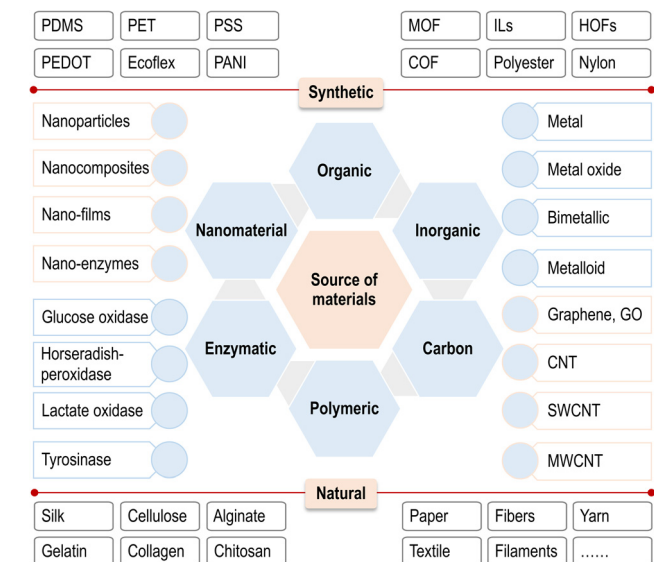 PDMS PET PSS MOF ILs HOFs
PEDOT Ecoflex PANI COF Polyester Nylon
Synthetic
Nanoparticles
Nanocomposites
Nano-films
Nano-enzymes
Glucose oxidase
Horseradish-
peroxidase
Lactate oxidase
Tyrosinase
Organic
Nanomaterial
Inorganic
Source of
materials
Enzymatic
Carbon
Polymeric
Metal
Metal oxide
Bimetallic
Metalloid
Graphene, GO
CNT
SWCNT
MWCNT
Natural
Silk Cellulose Alginate Paper Fibers Yarn
Gelatin Collagen Chitosan Textile Filaments ......